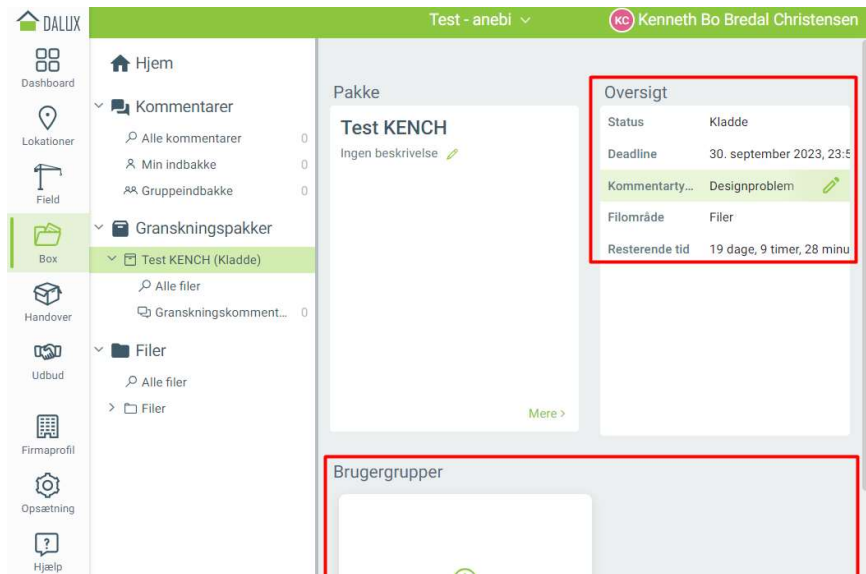 DALUX
Test - anebi
KC Kenneth Bo Bredal Christensen
Dashboard
Lokationer
Field
Box
Handover
Udbud
Firmaprofil
Opsætning
Hjælp
Hjem
Kommentarer
Alle kommentarer 0
Min indbakke 0
Gruppeindbakke 0
Granskningspakker
Test KENCH (Kladde)
Alle filer
Granskningskomment... 0
Filer
Alle filer
Filer
Pakke
Test KENCH
Ingen beskrivelse
Mere >
Oversigt
Status Kladde
Deadline 30. september 2023, 23:5
Kommentarty... Designproblem
Filområde Filer
Resterende tid 19 dage, 9 timer, 28 minu
Brugergrupper